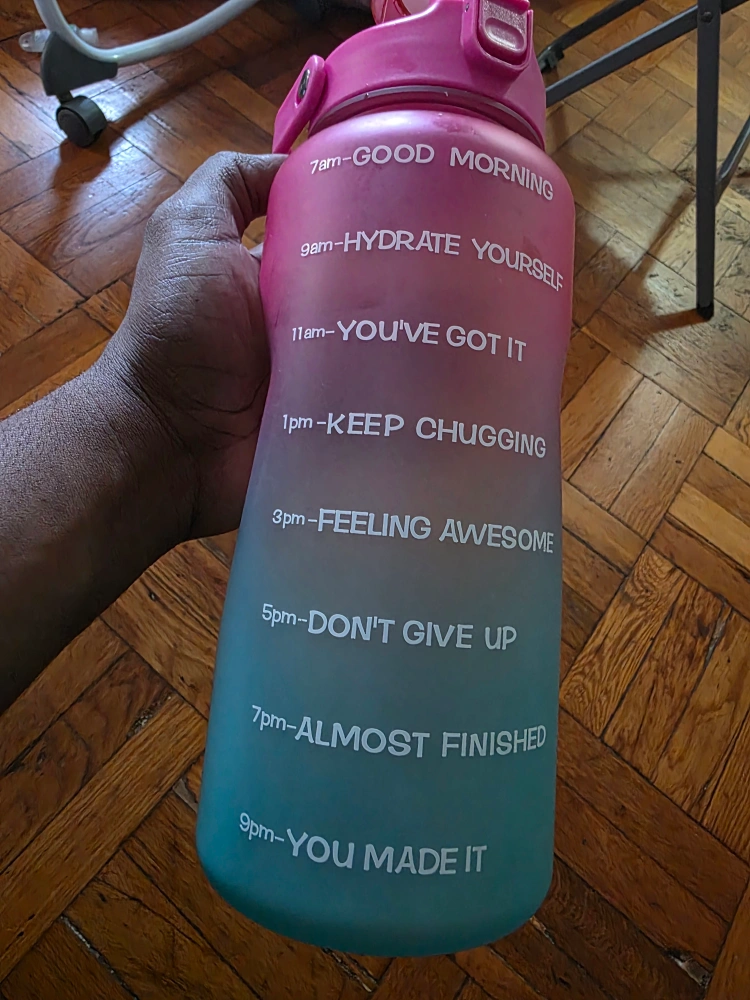 7am-GOOD MORNING
9am-HYDRATE YOURSELF
11am-YOU'VE GOT IT
1pm-KEEP CHUGGING
3pm-FEELING AWESOME
5pm-DON'T GIVE UP
7pm-ALMOST FINISHED
9pm-YOU MADE IT